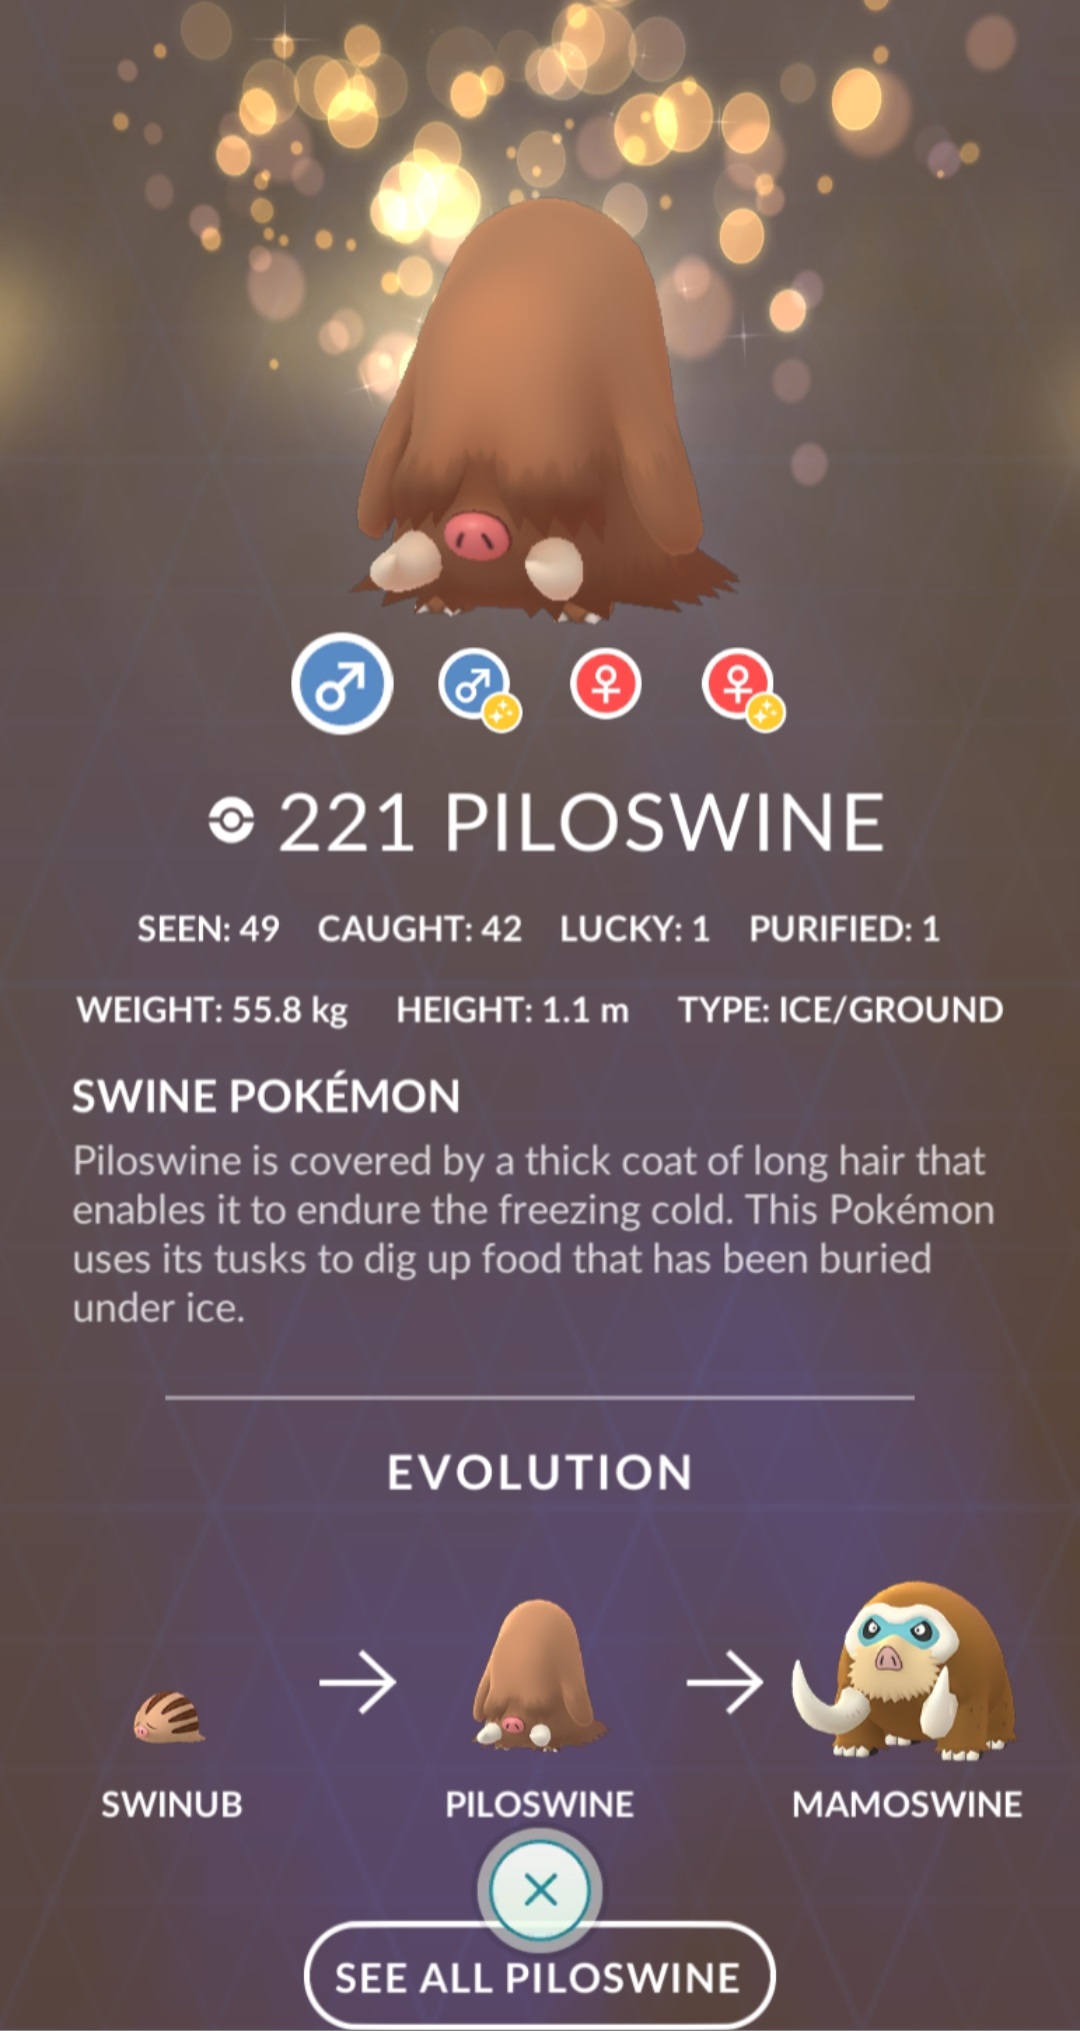 221 PILOSWINE
SEEN: 49 CAUGHT: 42 LUCKY: 1 PURIFIED: 1
WEIGHT: 55.8 kg HEIGHT: 1.1 m TYPE: ICE/GROUND
SWINE POKÉMON
Piloswine is covered by a thick coat of long hair that
enables it to endure the freezing cold. This Pokémon
uses its tusks to dig up food that has been buried
under ice.
EVOLUTION
SWINUB PILOSWINE MAMOSWINE
SEE ALL PILOSWINE